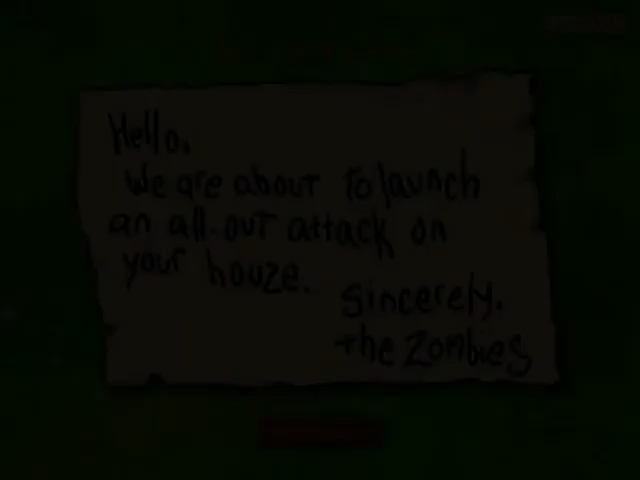 Hello.
We are about to launch
an all-out attack on
your houze.
Sincerely.
the Zombies